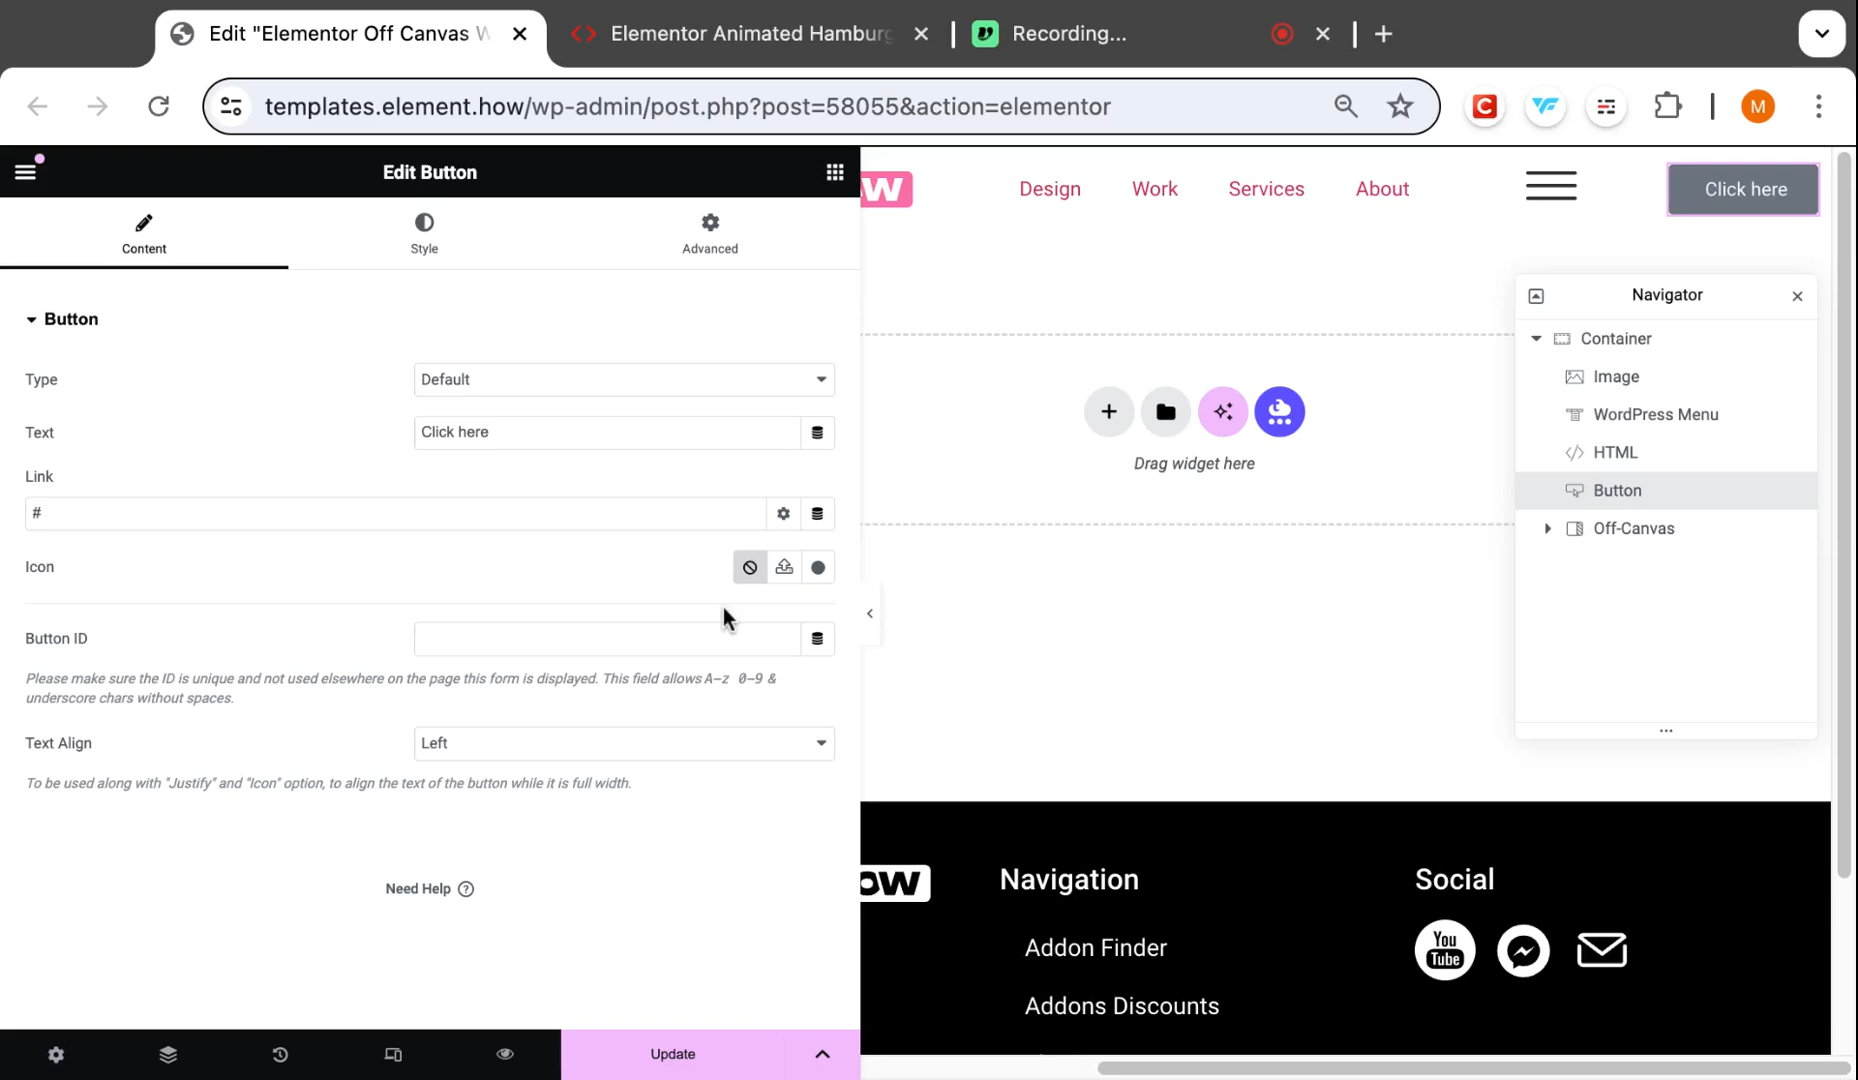 Edit "Elementor Off Canvas W
Elementor Animated Hamburg
Recording...
templates.element.how/wp-admin/post.php?post=58055&action=elementor
C
M
Edit Button
Content
Style
Advanced
Button
Type
Default
Text
Click here
Link
#
Icon
Button ID
Please make sure the ID is unique and not used elsewhere on the page this form is displayed. This field allows A-z 0-9 &
underscore chars without spaces.
Text Align
Left
To be used along with "Justify" and "Icon" option, to align the text of the button while it is full width.
Need Help
Update
W
Design
Work
Services
About
Click here
Drag widget here
Navigator
Container
Image
WordPress Menu
HTML
Button
Off-Canvas
OW
Navigation
Social
You
Tube
Addon Finder
Addons Discounts